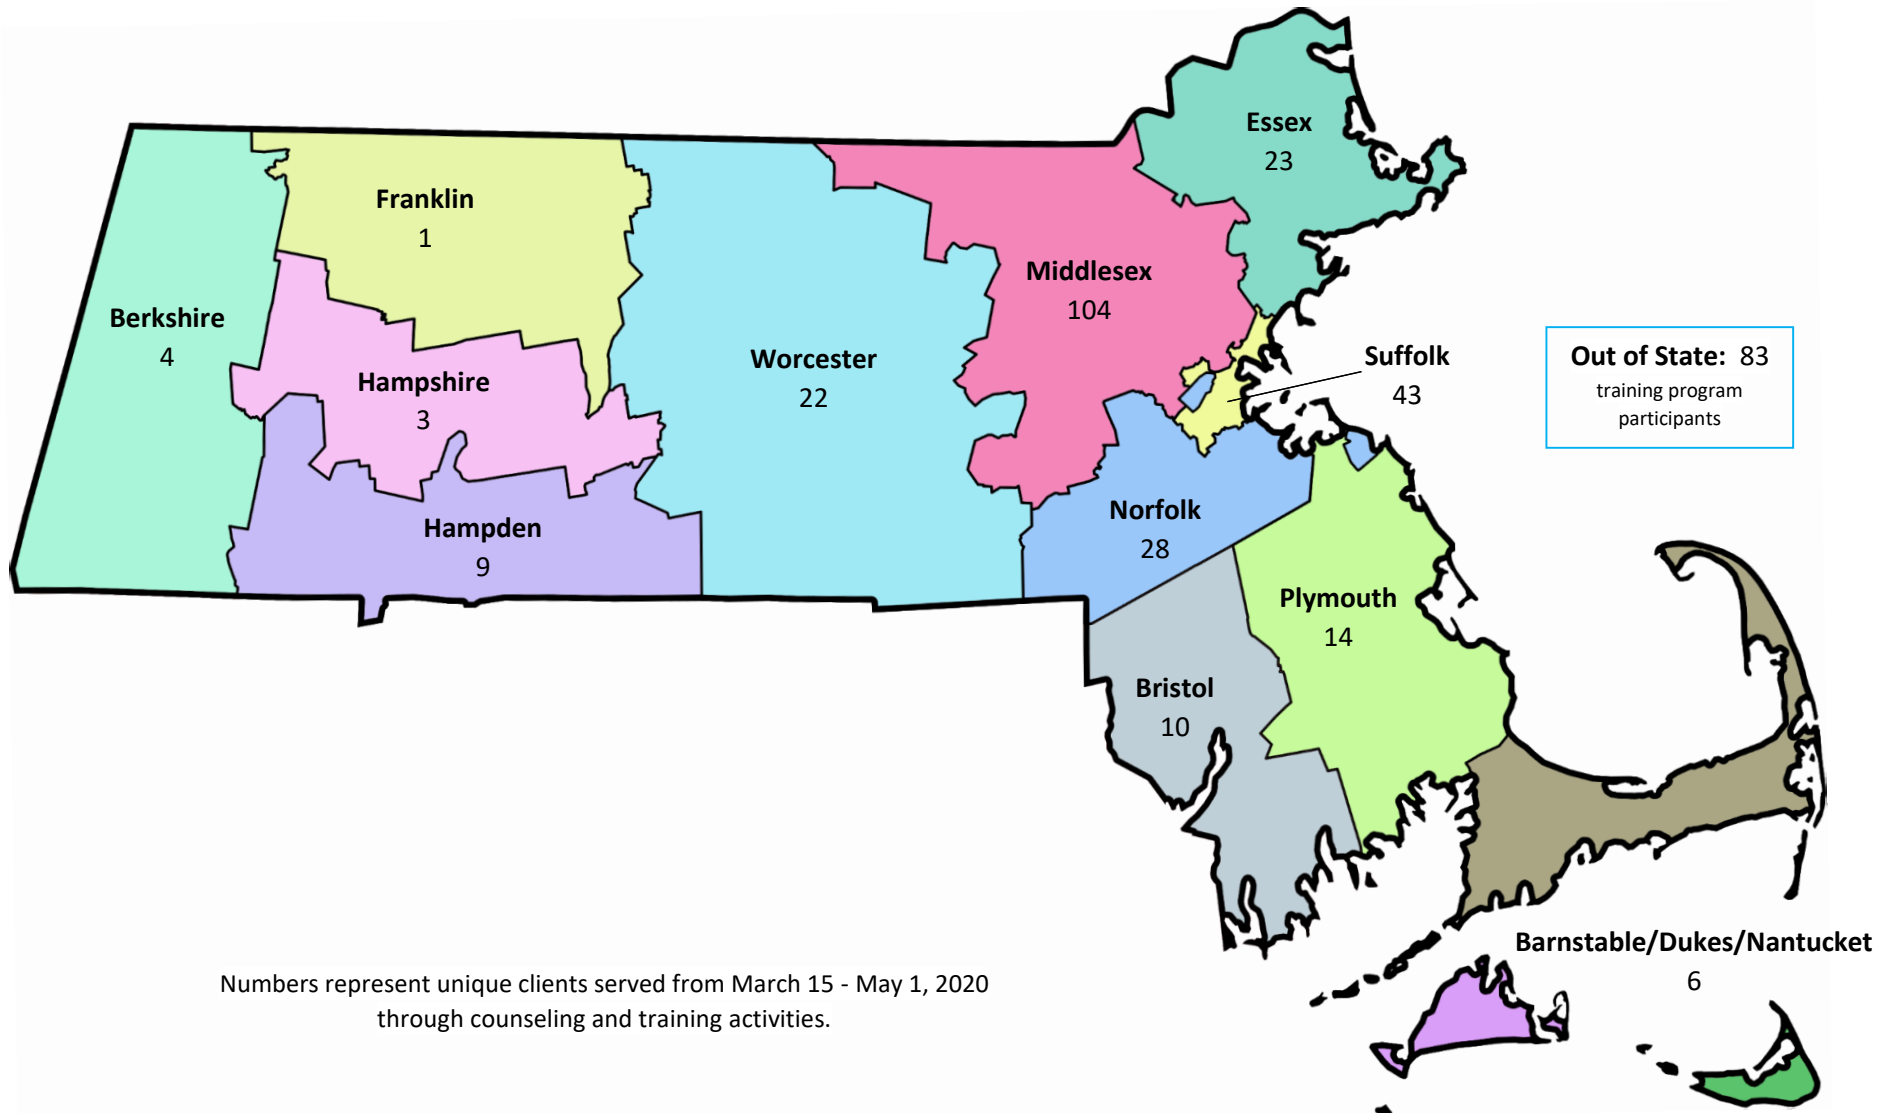 Essex
23
Franklin
1
Middlesex
104
Berkshire
4
Worcester
22
Suffolk
43
Out of State: 83
training program
participants
Hampshire
3
Norfolk
28
Hampden
9
Plymouth
14
Bristol
10
Barnstable/Dukes/Nantucket
6
Numbers represent unique clients served from March 15 - May 1, 2020
through counseling and training activities.